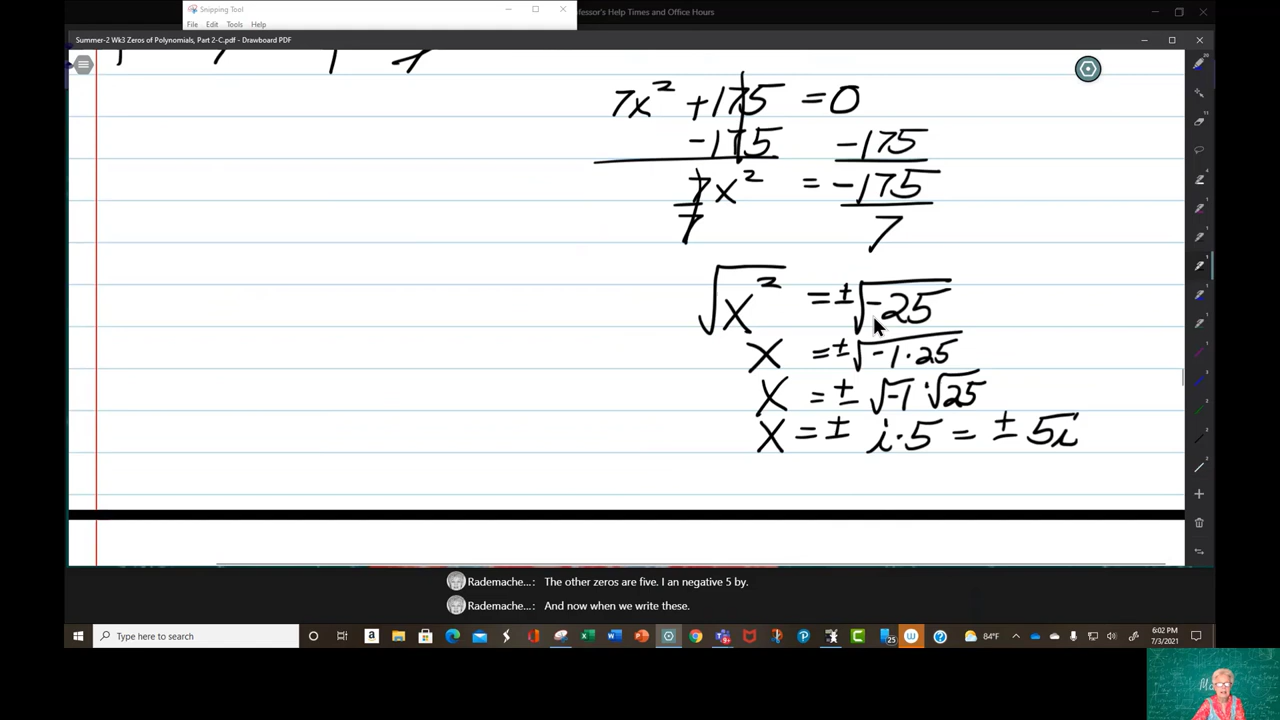 Snipping Tool
fessor's Help Times and Office Hours
File Edit Tools Help
Summer-2 Wk3 Zeros of Polynomials, Part 2-C.pdf - Drawboard PDF
7x² +175 = 0
-175 -175
7x² = -175
7 7
√x² = ±√-25
x = ±√-1·25
x = ± √-1·√25
x = ± i·5 = ± 5i
Rademache...: The other zeros are five. I an negative 5 by.
Rademache...: And now when we write these.
Type here to search
84°F
6:02 PM
7/3/2021
25